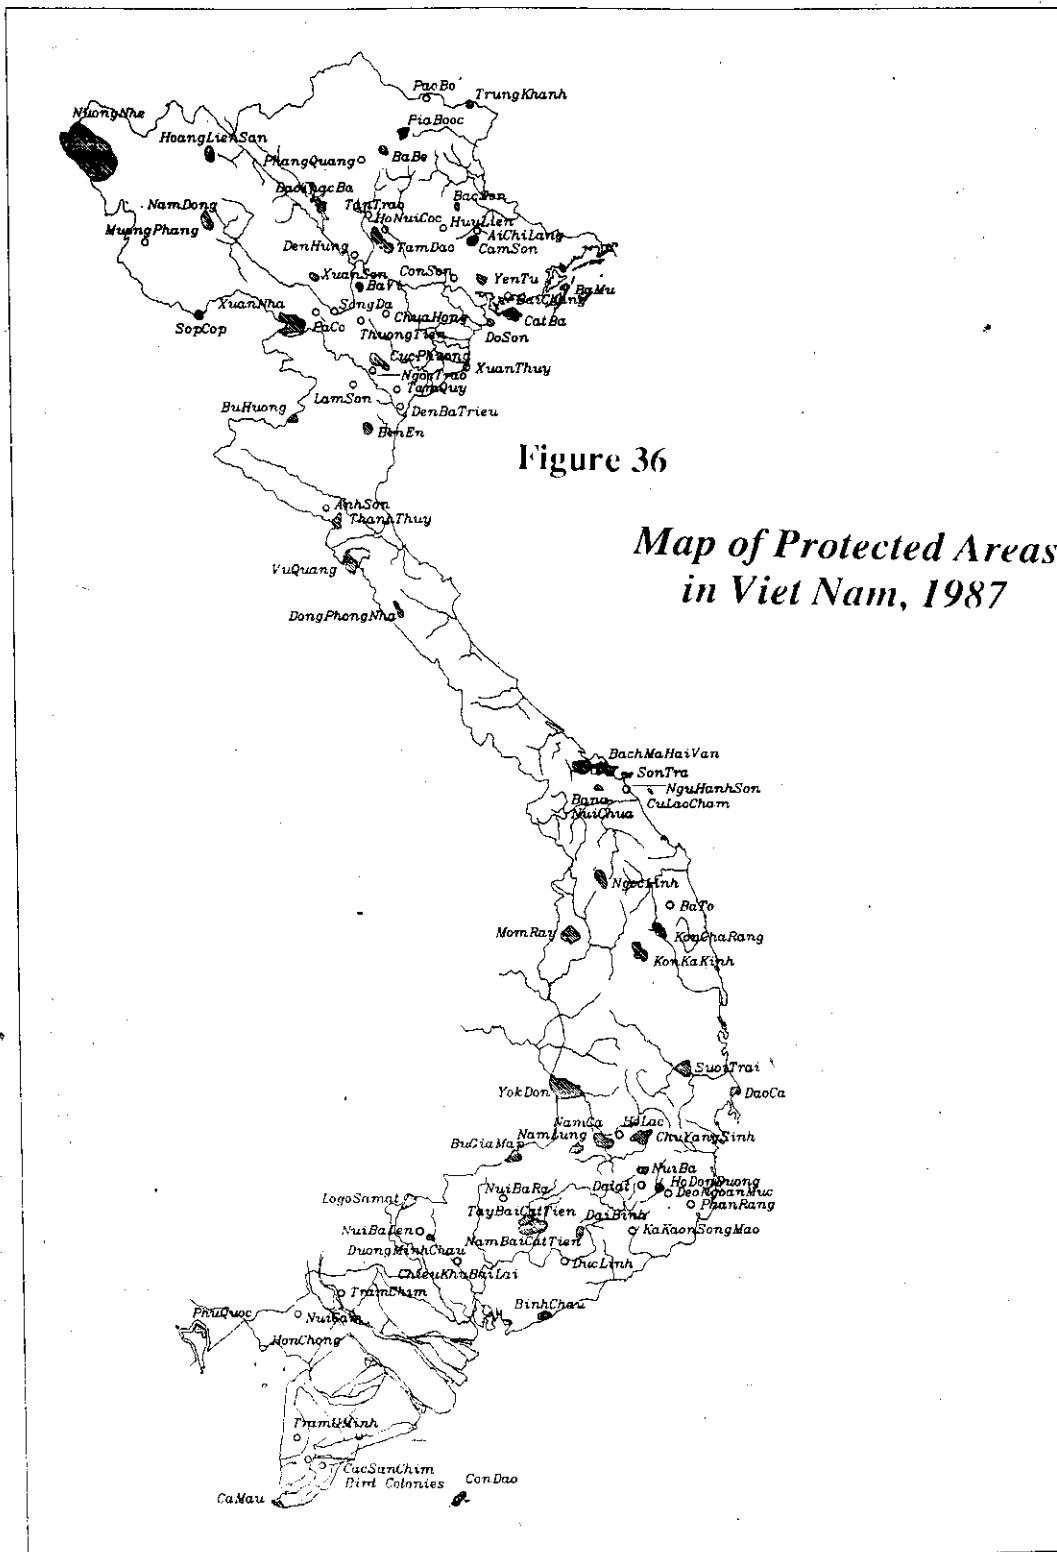 PacBo
TrungKhanh
NuongNhe
PiaBooc
HoangLienSan
BaBe
PhangQuang
BacSon
TanTrao
NamDong
HoNuiCoc
HuuLien
MuongPhang
AiChiLang
DenHung
TamDao
CamSon
XuanSon
ConSon
YenTu
BaVi
BaMu
BaiChang
XuanNha
SongDa
ChuaHong
CatBa
SopCop
PaCo
ThuongTien
DoSon
CucPhuong
XuanThuy
NgocTrao
LamSon
TamQuy
BuHuong
DenBaTrieu
BenEn
Figure 36
AnhSon
ThanhThuy
Map of Protected Areas
in Viet Nam, 1987
VuQuang
DongPhongNha
BachMaHaiVan
SonTra
NguHanhSon
Bana
CuLaoCham
NuiChua
NgocLinh
BaTo
MomRay
KonChaRang
KonKaKinh
SuoiTrai
YokDon
DaoCa
NamCa
HoLac
NamLung
ChuYangSinh
BuGiaMap
NuiBa
Dalat
HoDonDuong
DeoNgoanMuc
LogoSamat
NuiBaRa
PhanRang
TayBaiCatTien
DaiBinh
NuiBaDen
KaKaonSongMao
NamBaiCatTien
DuongMinhChau
DucLinh
ChieuKhuBaiLai
TramChim
BinhChau
PhuQuoc
NuiSam
HonChong
TramUMinh
CacSanChim
Bird Colonies
ConDao
CaMau